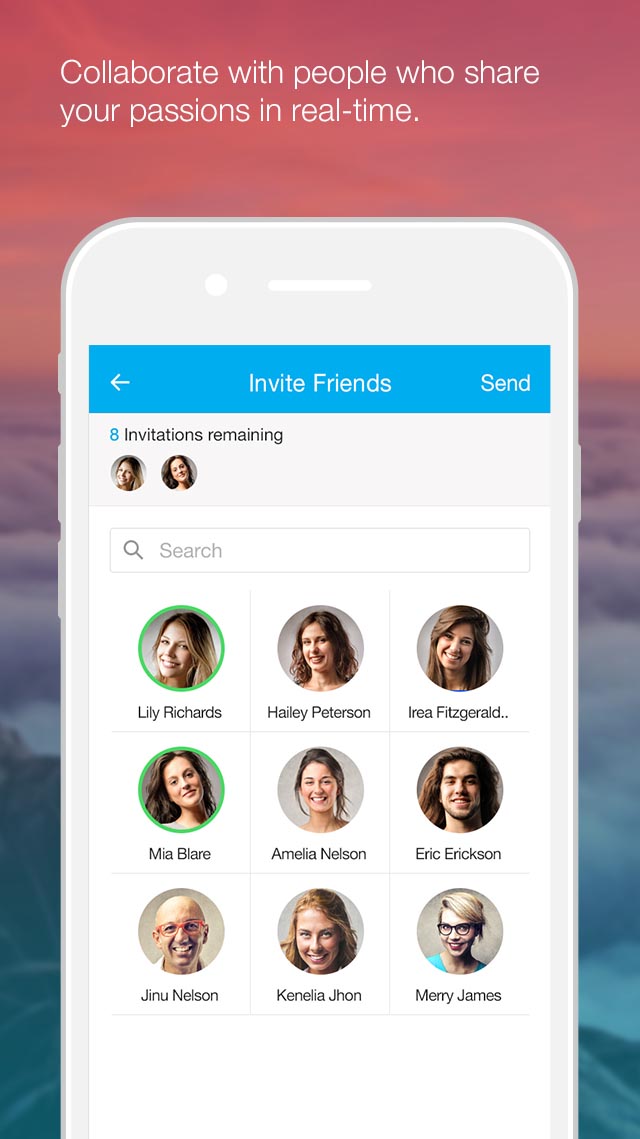 Collaborate with people who share
your passions in real-time.
Invite Friends
Send
8 Invitations remaining
Search
Lily Richards
Hailey Peterson
Irea Fitzgerald..
Mia Blare
Amelia Nelson
Eric Erickson
Jinu Nelson
Kenelia Jhon
Merry James